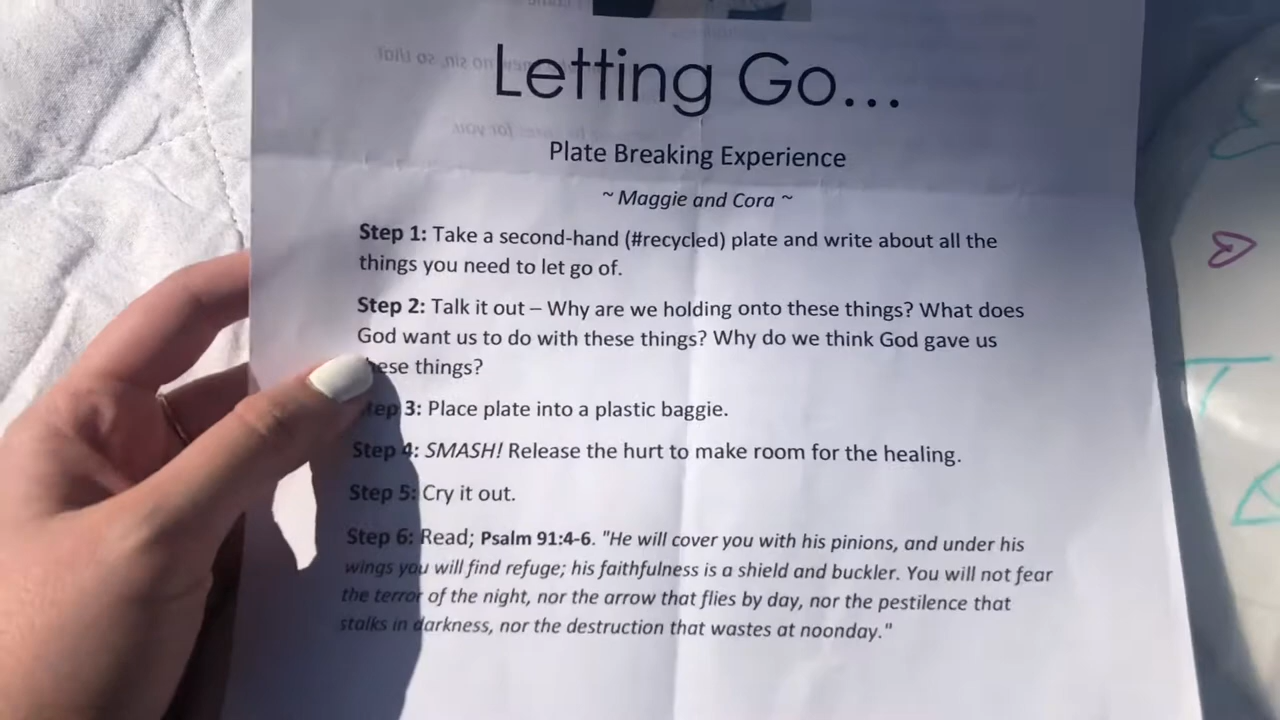 Letting Go...
Plate Breaking Experience
~ Maggie and Cora ~
Step 1: Take a second-hand (#recycled) plate and write about all the
things you need to let go of.
Step 2: Talk it out – Why are we holding onto these things? What does
God want us to do with these things? Why do we think God gave us
these things?
Step 3: Place plate into a plastic baggie.
Step 4: SMASH! Release the hurt to make room for the healing.
Step 5: Cry it out.
Step 6: Read; Psalm 91:4-6. "He will cover you with his pinions, and under his
wings you will find refuge; his faithfulness is a shield and buckler. You will not fear
the terror of the night, nor the arrow that flies by day, nor the pestilence that
stalks in darkness, nor the destruction that wastes at noonday."